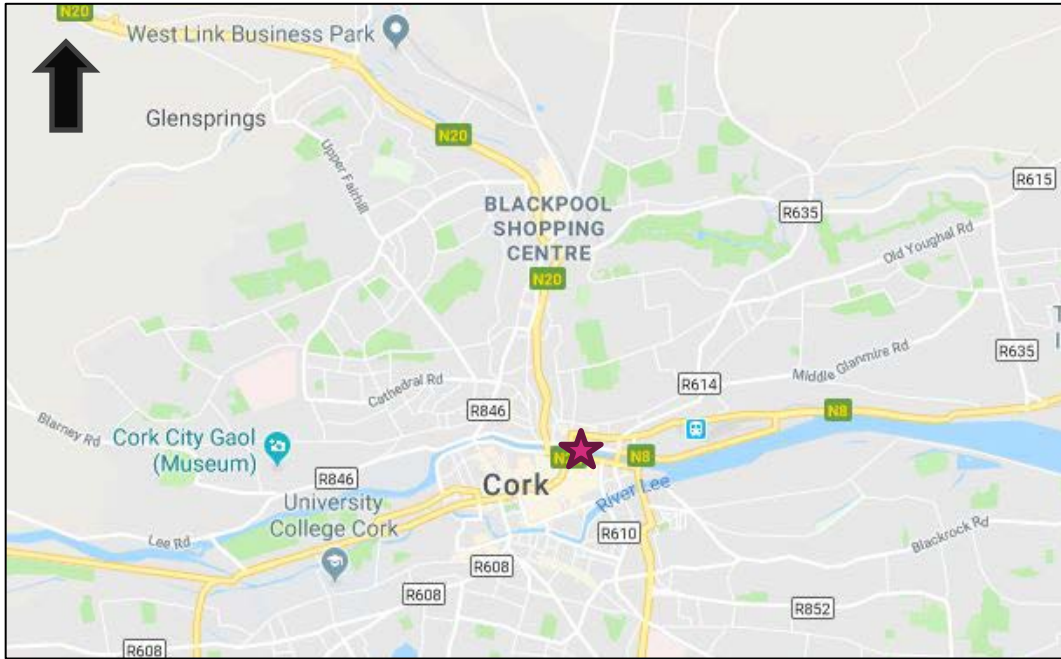 N20
West Link Business Park
Glensprings
N20
Upper Fairhill
R615
BLACKPOOL
SHOPPING
CENTRE
R635
Old Youghal Rd
N20
R635
Middle Glanmire Rd
R614
Cathedral Rd
R846
N8
Blarney Rd
Cork City Gaol
(Museum)
N8
R846
Cork
River Lee
University
College Cork
Lee Rd
R610
Blackrock Rd
R608
R608
R852
R608